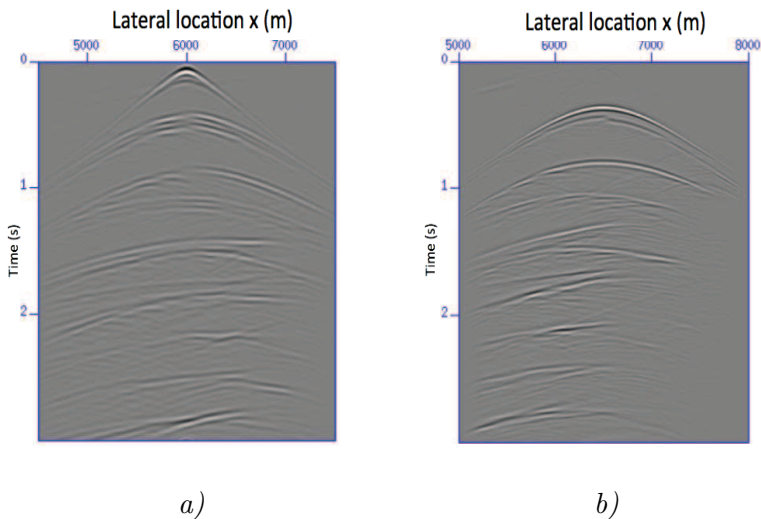 Lateral location x (m)
5000 6000 7000
0
1
2
Time (s)
a)
Lateral location x (m)
5000 6000 7000 8000
0
1
2
Time (s)
b)